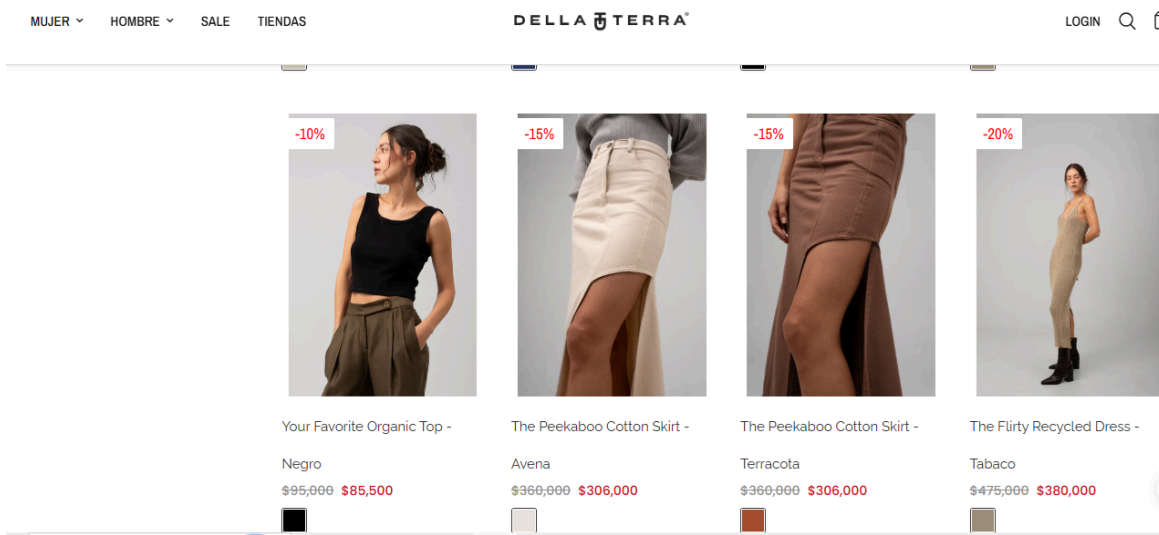 MUJER
HOMBRE
SALE
TIENDAS
DELLA TERRA®
LOGIN
-10%
-15%
-15%
-20%
Your Favorite Organic Top -
Negro
$95,000 $85,500
The Peekaboo Cotton Skirt -
Avena
$360,000 $306,000
The Peekaboo Cotton Skirt -
Terracota
$360,000 $306,000
The Flirty Recycled Dress -
Tabaco
$475,000 $380,000